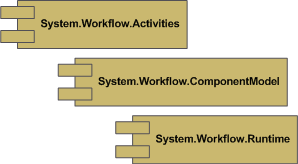 System.Workflow.Activities
System.Workflow.ComponentModel
System.Workflow.Runtime